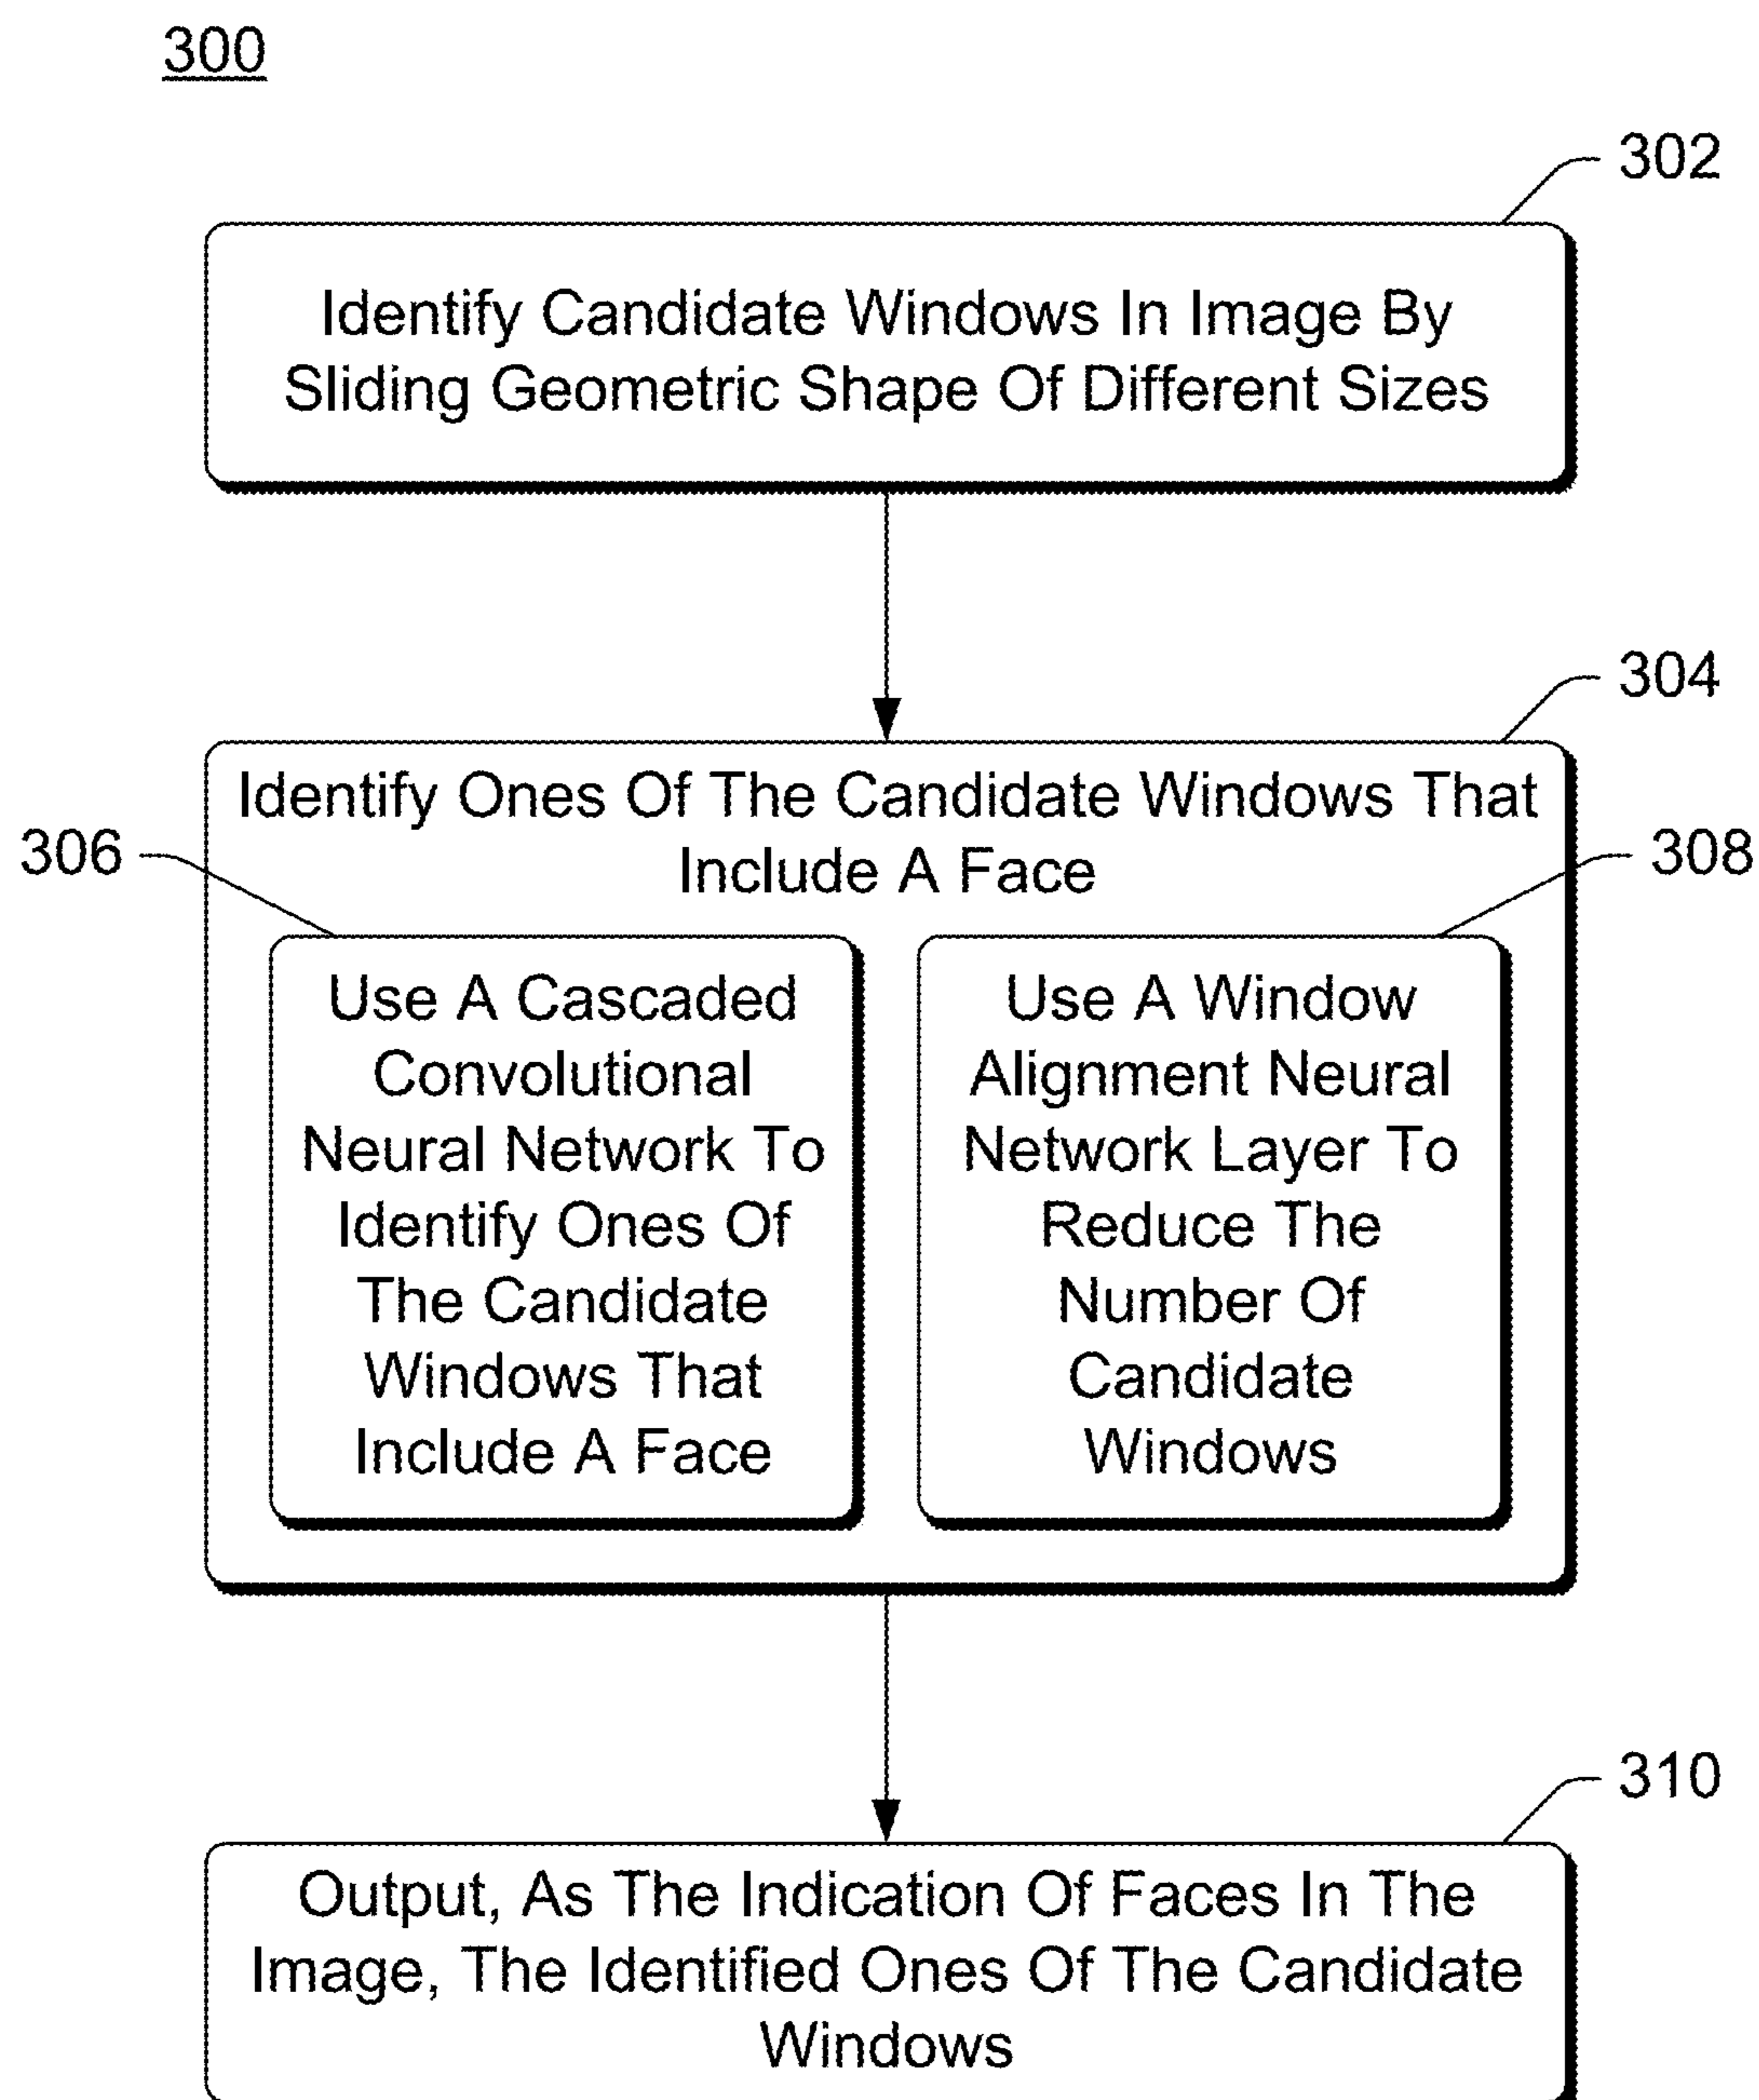 300
302
Identify Candidate Windows In Image By
Sliding Geometric Shape Of Different Sizes
304
Identify Ones Of The Candidate Windows That
Include A Face
306
308
Use A Cascaded
Convolutional
Neural Network To
Identify Ones Of
The Candidate
Windows That
Include A Face
Use A Window
Alignment Neural
Network Layer To
Reduce The
Number Of
Candidate
Windows
310
Output, As The Indication Of Faces In The
Image, The Identified Ones Of The Candidate
Windows